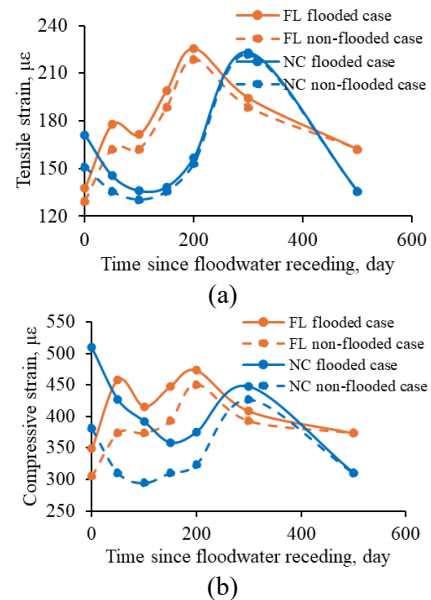 FL flooded case
FL non-flooded case
NC flooded case
NC non-flooded case
Tensile strain, με
240
210
180
150
120
0
200
400
600
Time since floodwater receding, day
(a)
FL flooded case
FL non-flooded case
NC flooded case
NC non-flooded case
Compressive strain, με
550
500
450
400
350
300
250
0
200
400
600
Time since floodwater receding, day
(b)